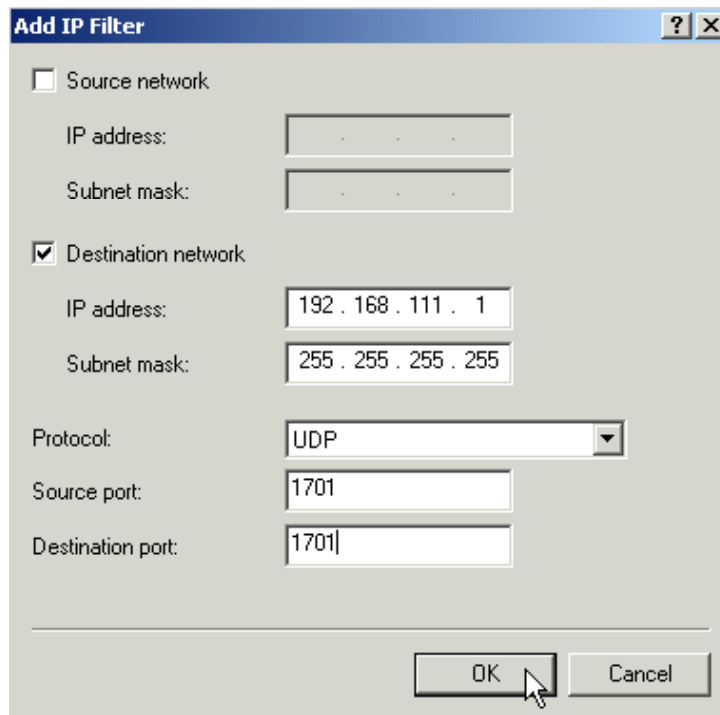 Add IP Filter
Source network
IP address: . . .
Subnet mask: . . .
Destination network
IP address: 192 . 168 . 111 . 1
Subnet mask: 255 . 255 . 255 . 255
Protocol: UDP
Source port: 1701
Destination port: 1701
OK Cancel